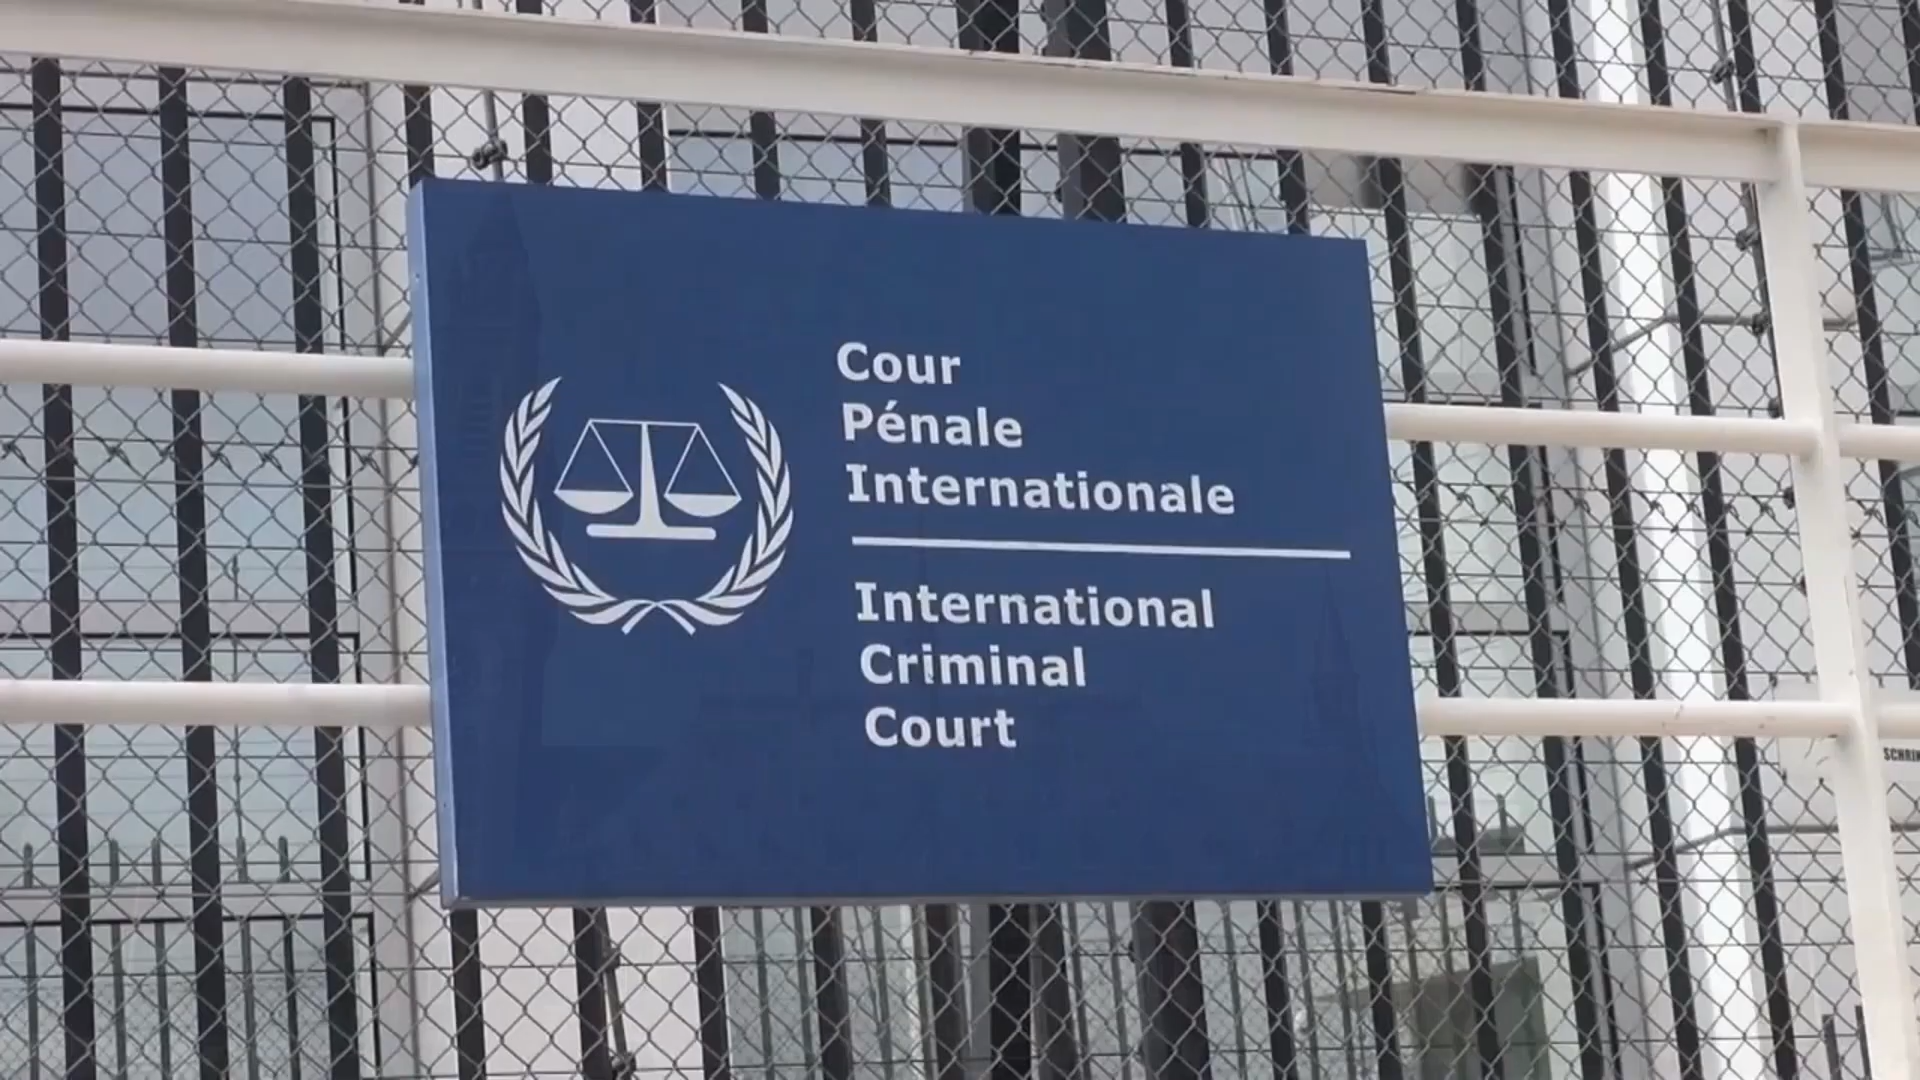 Cour
Pénale
Internationale
International
Criminal
Court